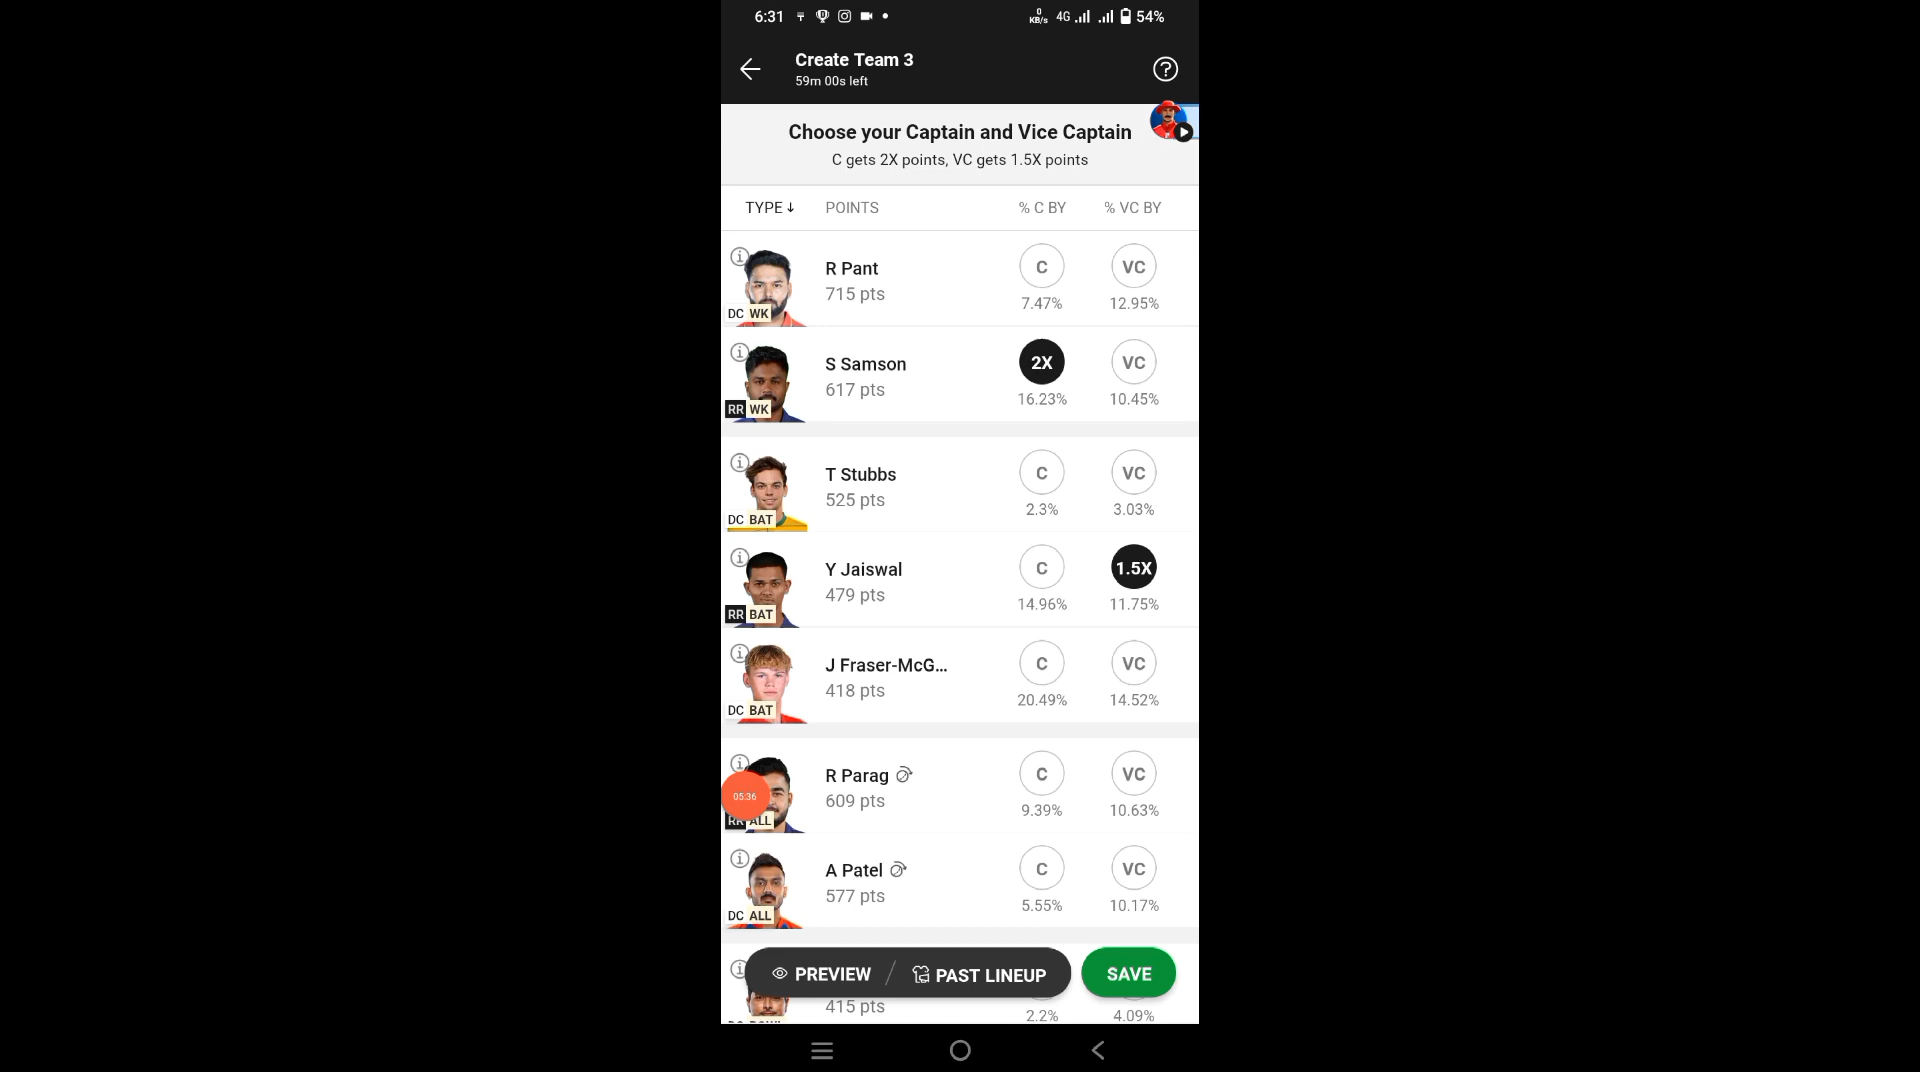 6:31
0
KB/s
4G
54%
Create Team 3
59m 00s left
Choose your Captain and Vice Captain
C gets 2X points, VC gets 1.5X points
TYPE↓ POINTS % C BY % VC BY
R Pant
715 pts
C VC
7.47% 12.95%
DC WK
S Samson
617 pts
2X VC
16.23% 10.45%
RR WK
T Stubbs
525 pts
C VC
2.3% 3.03%
DC BAT
Y Jaiswal
479 pts
C 1.5X
14.96% 11.75%
RR BAT
J Fraser-McG...
418 pts
C VC
20.49% 14.52%
DC BAT
R Parag
609 pts
C VC
9.39% 10.63%
05:36
RR ALL
A Patel
577 pts
C VC
5.55% 10.17%
DC ALL
PREVIEW / PAST LINEUP SAVE
415 pts
2.2% 4.09%